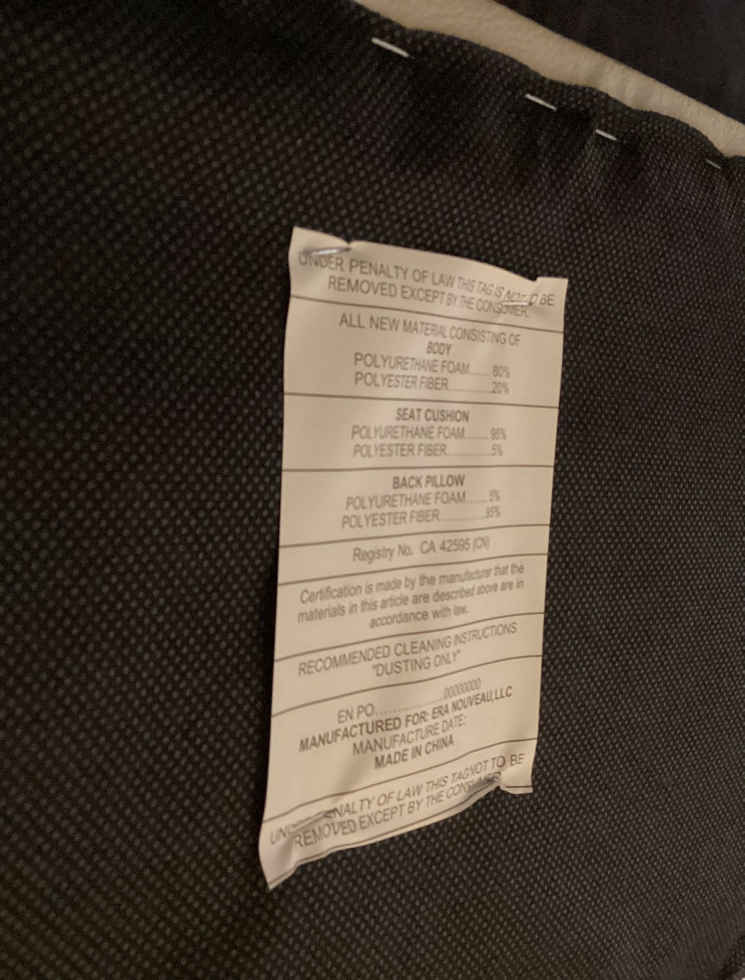 UNDER PENALTY OF LAW THIS TAG IS NOT TO BE
REMOVED EXCEPT BY THE CONSUMER.
ALL NEW MATERIAL CONSISTING OF
BODY
POLYURETHANE FOAM........80%
POLYESTER FIBER................20%
SEAT CUSHION
POLYURETHANE FOAM........95%
POLYESTER FIBER................5%
BACK PILLOW
POLYURETHANE FOAM........5%
POLYESTER FIBER................95%
Registry No. CA 42595 (CN)
Certification is made by the manufacturer that the
materials in this article are described above are in
accordance with law.
RECOMMENDED CLEANING INSTRUCTIONS
"DUSTING ONLY"
EN PO........................00000000
MANUFACTURED FOR: ERA NOUVEAU,LLC
MANUFACTURE DATE:
MADE IN CHINA
PENALTY OF LAW THIS TAG NOT TO BE
REMOVED EXCEPT BY THE CONSUMER